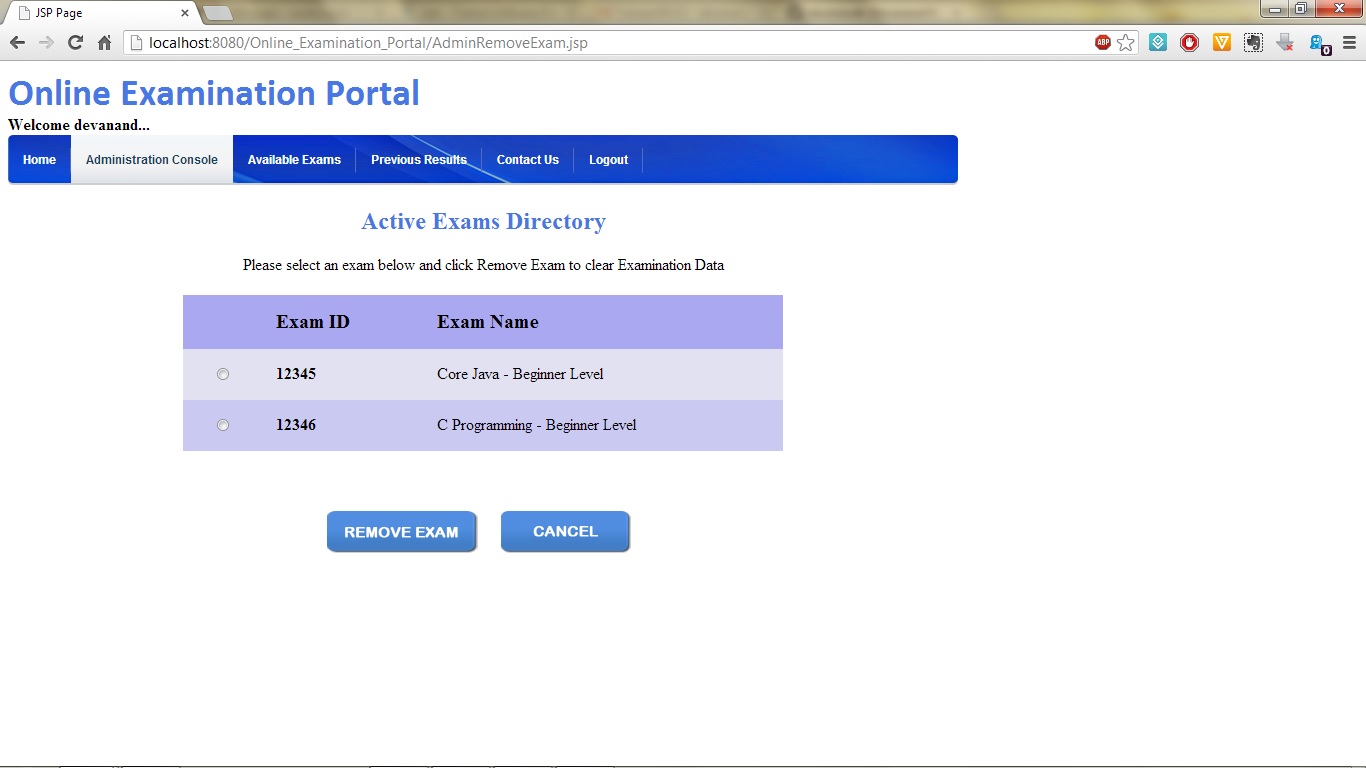 JSP Page
localhost:8080/Online_Examination_Portal/AdminRemoveExam.jsp
ABP
0
Online Examination Portal
Welcome devanand...
Home Administration Console Available Exams Previous Results Contact Us Logout
Active Exams Directory
Please select an exam below and click Remove Exam to clear Examination Data
Exam ID Exam Name
12345 Core Java - Beginner Level
12346 C Programming - Beginner Level
REMOVE EXAM CANCEL